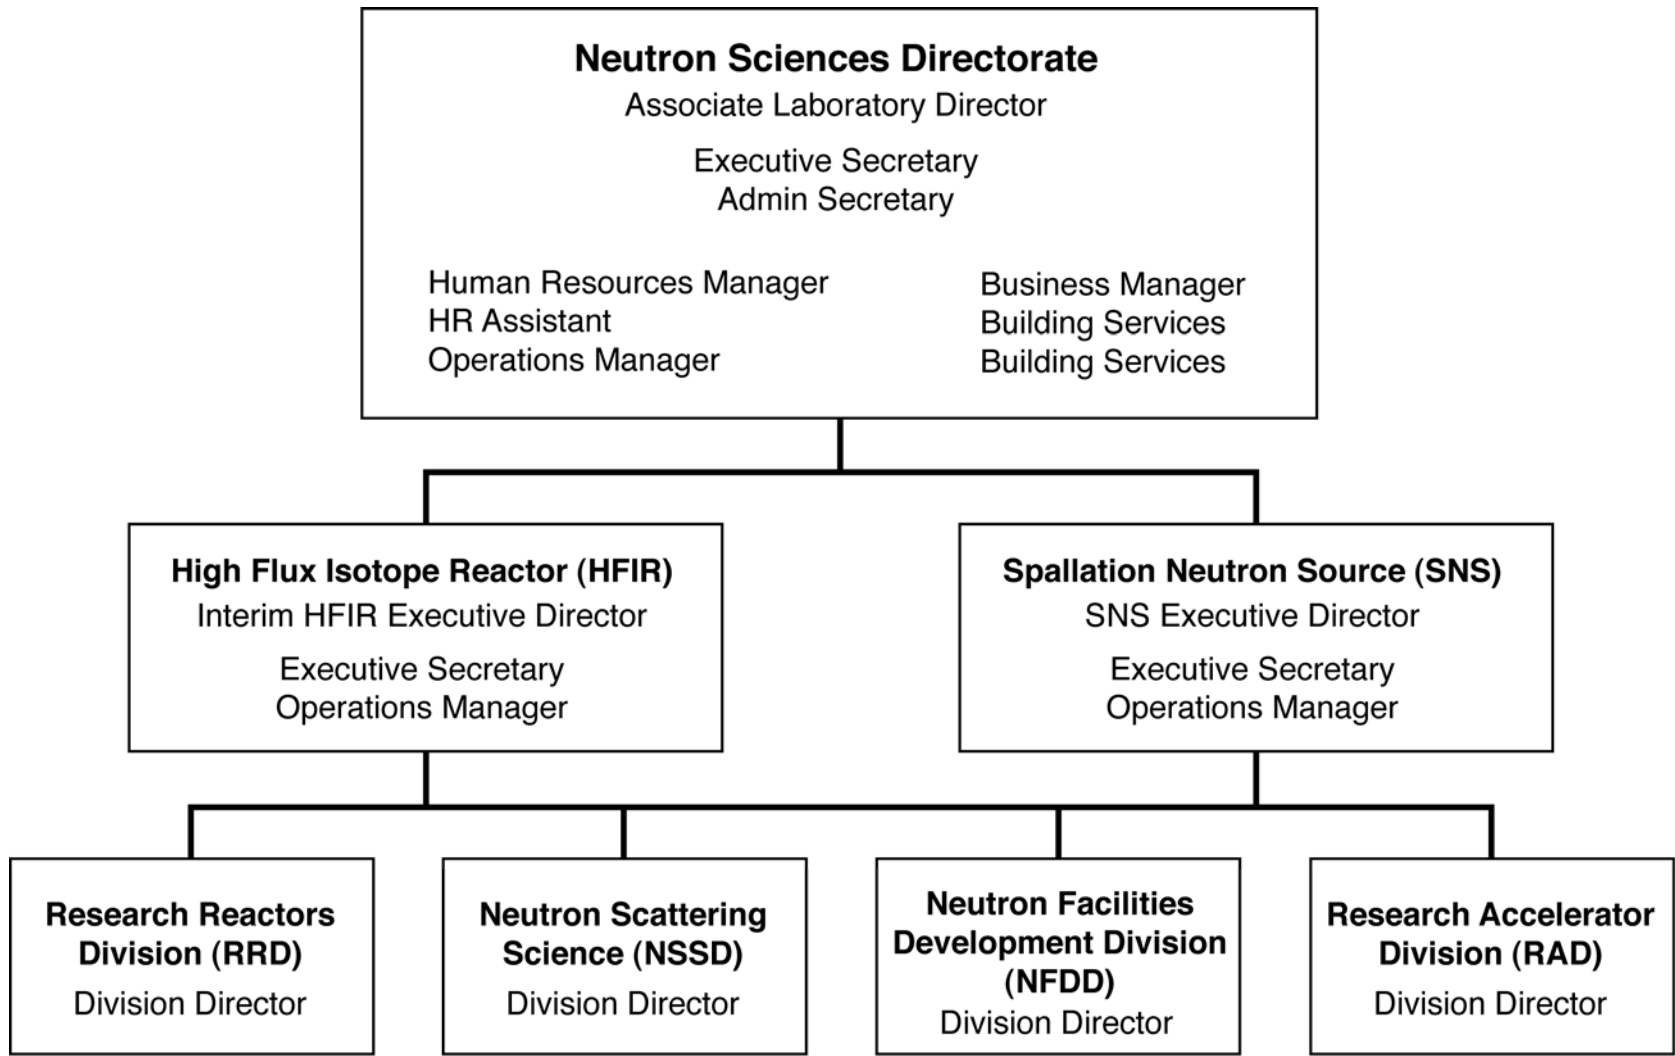 Neutron Sciences Directorate
Associate Laboratory Director
Executive Secretary
Admin Secretary
Human Resources Manager
HR Assistant
Operations Manager
Business Manager
Building Services
Building Services
High Flux Isotope Reactor (HFIR)
Interim HFIR Executive Director
Executive Secretary
Operations Manager
Spallation Neutron Source (SNS)
SNS Executive Director
Executive Secretary
Operations Manager
Research Reactors
Division (RRD)
Division Director
Neutron Scattering
Science (NSSD)
Division Director
Neutron Facilities
Development Division
(NFDD)
Division Director
Research Accelerator
Division (RAD)
Division Director